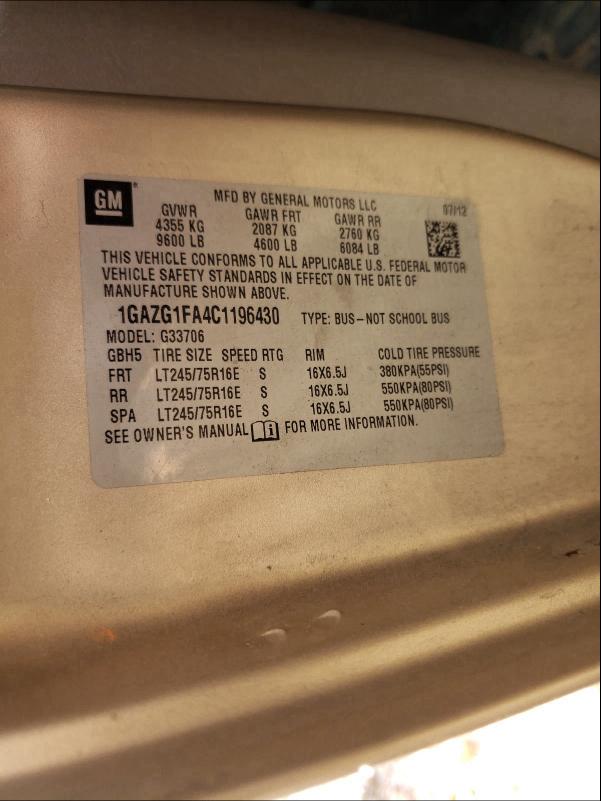 GM®
MFD BY GENERAL MOTORS LLC 07/12
GVWR GAWR FRT GAWR RR
4355 KG 2087 KG 2760 KG
9600 LB 4600 LB 6084 LB
THIS VEHICLE CONFORMS TO ALL APPLICABLE U.S. FEDERAL MOTOR
VEHICLE SAFETY STANDARDS IN EFFECT ON THE DATE OF
MANUFACTURE SHOWN ABOVE.
1GAZG1FA4C1196430 TYPE: BUS-NOT SCHOOL BUS
MODEL: G33706
GBH5 TIRE SIZE SPEED RTG RIM COLD TIRE PRESSURE
FRT LT245/75R16E S 16X6.5J 380KPA(55PSI)
RR LT245/75R16E S 16X6.5J 550KPA(80PSI)
SPA LT245/75R16E S 16X6.5J 550KPA(80PSI)
SEE OWNER'S MANUAL FOR MORE INFORMATION.